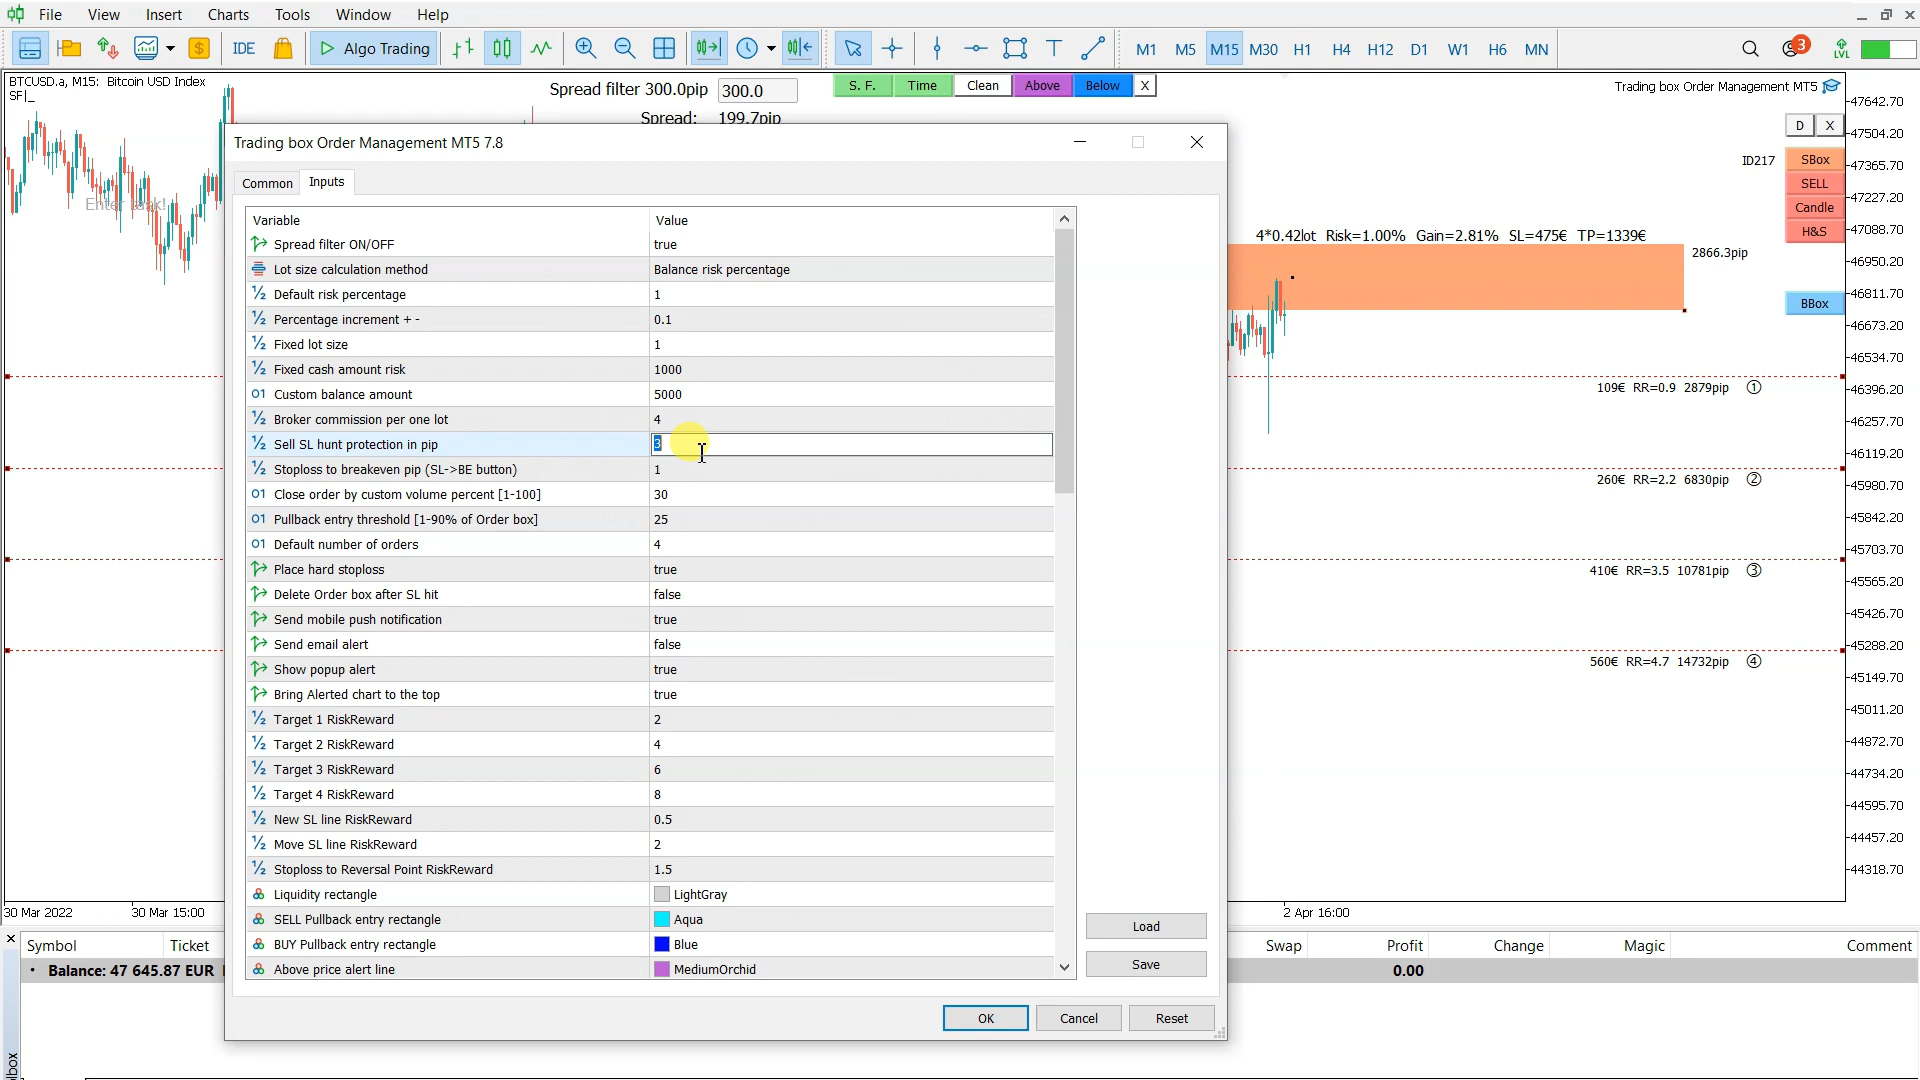 File View Insert Charts Tools Window Help
IDE Algo Trading M1 M5 M15 M30 H1 H4 H12 D1 W1 H6 MN 3 LVL
BTCUSD.a, M15: Bitcoin USD Index
SF|_
Spread filter 300.0pip 300.0
S. F. Time Clean Above Below X
Spread: 199.7pip
Trading box Order Management MT5
D X
ID217 SBox
SELL
Candle
H&S
BBox
4*0.42lot Risk=1.00% Gain=2.81% SL=475€ TP=1339€
2866.3pip
109€ RR=0.9 2879pip 1
260€ RR=2.2 6830pip 2
410€ RR=3.5 10781pip 3
560€ RR=4.7 14732pip 4
47642.70
47504.20
47365.70
47227.20
47088.70
46950.20
46811.70
46673.20
46534.70
46396.20
46257.70
46119.20
45980.70
45842.20
45703.70
45565.20
45426.70
45288.20
45149.70
45011.20
44872.70
44734.20
44595.70
44457.20
44318.70
Trading box Order Management MT5 7.8
Common Inputs
Variable Value
Spread filter ON/OFF true
Lot size calculation method Balance risk percentage
Default risk percentage 1
Percentage increment + - 0.1
Fixed lot size 1
Fixed cash amount risk 1000
Custom balance amount 5000
Broker commission per one lot 4
Sell SL hunt protection in pip 3
Stoploss to breakeven pip (SL->BE button) 1
Close order by custom volume percent [1-100] 30
Pullback entry threshold [1-90% of Order box] 25
Default number of orders 4
Place hard stoploss true
Delete Order box after SL hit false
Send mobile push notification true
Send email alert false
Show popup alert true
Bring Alerted chart to the top true
Target 1 RiskReward 2
Target 2 RiskReward 4
Target 3 RiskReward 6
Target 4 RiskReward 8
New SL line RiskReward 0.5
Move SL line RiskReward 2
Stoploss to Reversal Point RiskReward 1.5
Liquidity rectangle LightGray
SELL Pullback entry rectangle Aqua
BUY Pullback entry rectangle Blue
Above price alert line MediumOrchid
Load
Save
OK Cancel Reset
30 Mar 2022 30 Mar 15:00 2 Apr 16:00
Symbol Ticket Swap Profit Change Magic Comment
Balance: 47 645.87 EUR 0.00